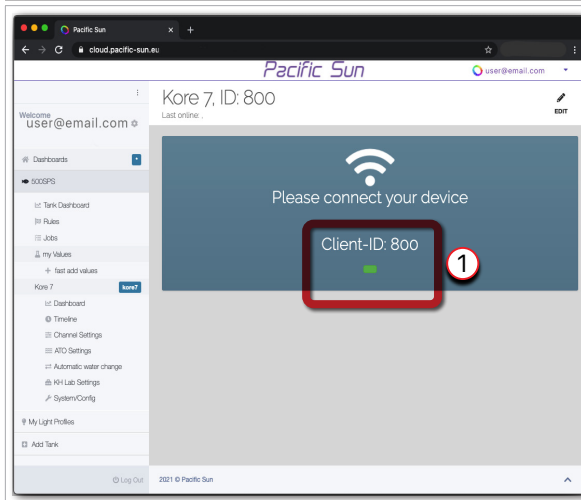 Pacific Sun
cloud.pacific-sun.eu
Pacific Sun
user@email.com
Welcome
user@email.com
Dashboards
500SPS
Tank Dashboard
Rules
Jobs
my Values
fast add values
Kore 7 kore7
Dashboard
Timeline
Channel Settings
ATO Settings
Automatic water change
KH Lab Settings
System/Config
My Light Profiles
Add Tank
Log Out
Kore 7, ID: 800
Last online: .
EDIT
Please connect your device
Client-ID: 800
1
2021 © Pacific Sun